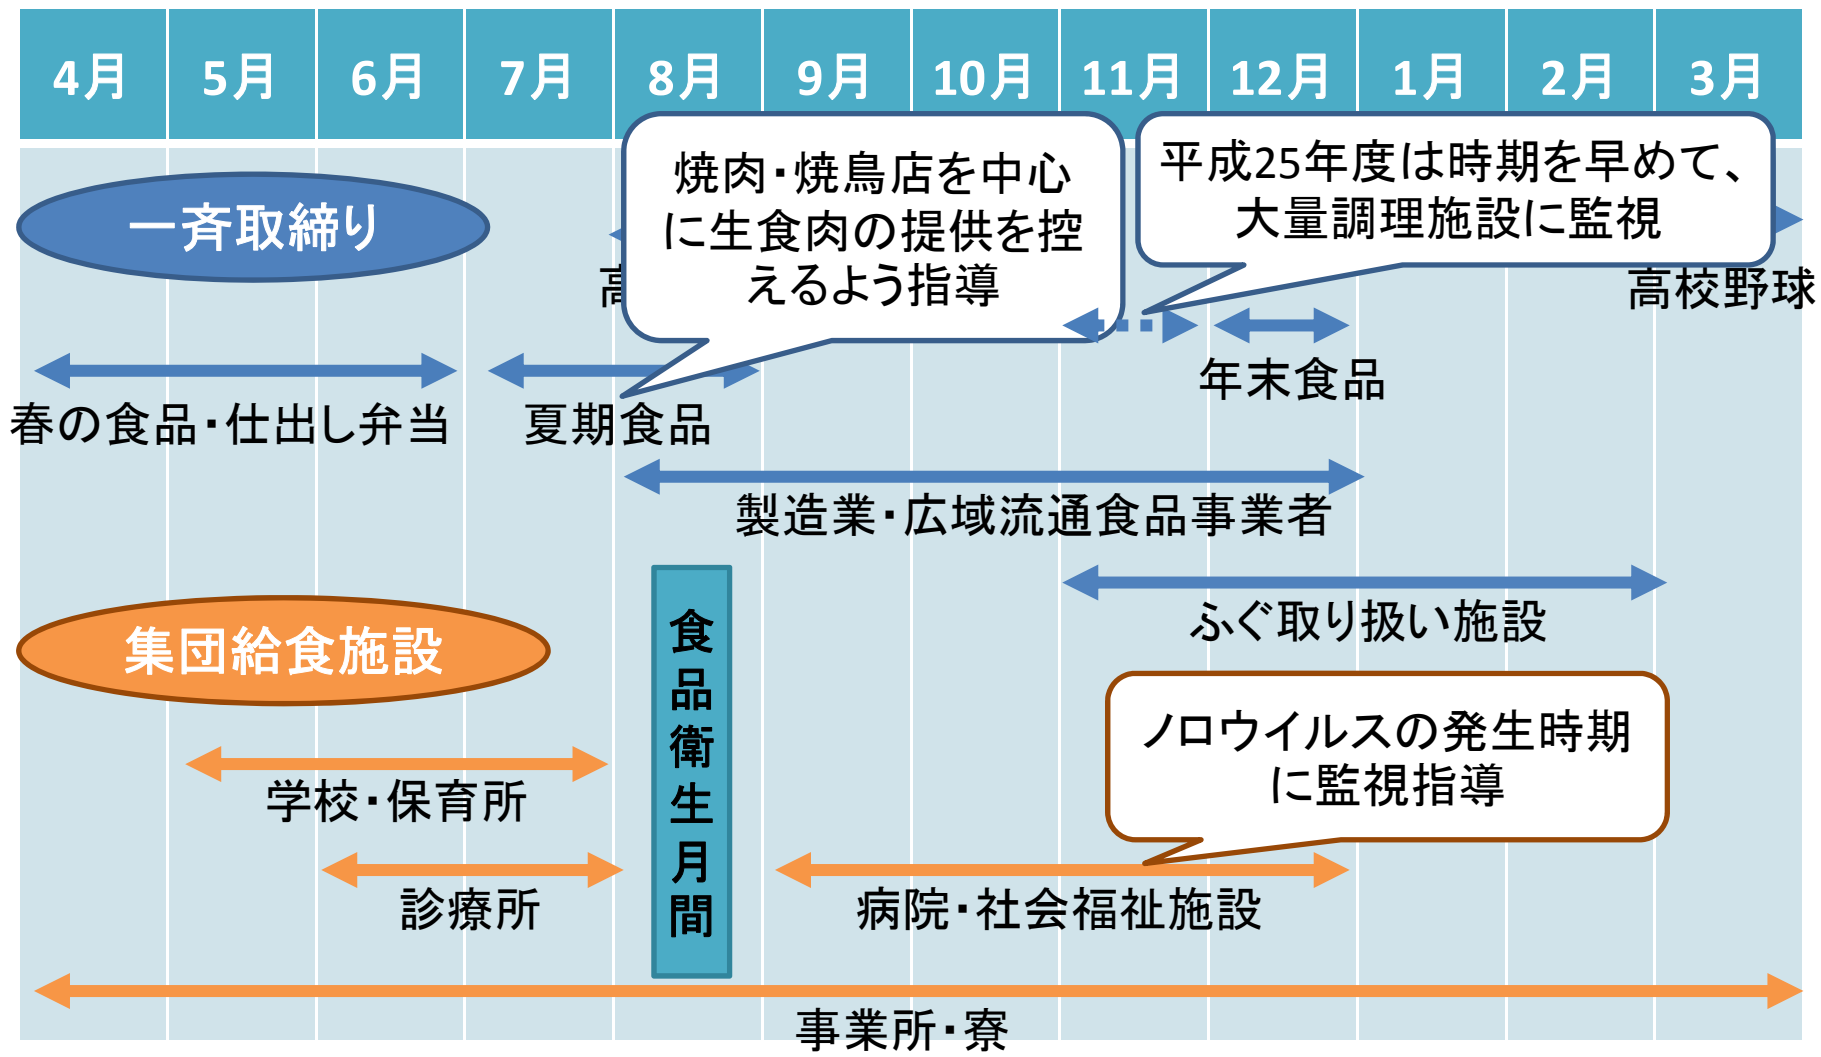 4月 5月 6月 7月 8月 9月 10月 11月 12月 1月 2月 3月
焼肉・焼鳥店を中心
に生食肉の提供を控
えるよう指導
平成25年度は時期を早めて、
大量調理施設に監視
一斉取締り
高校野球
年末食品
春の食品・仕出し弁当
夏期食品
製造業・広域流通食品事業者
ふぐ取り扱い施設
集団給食施設
食品衛生月間
ノロウイルスの発生時期
に監視指導
学校・保育所
診療所
病院・社会福祉施設
事業所・寮